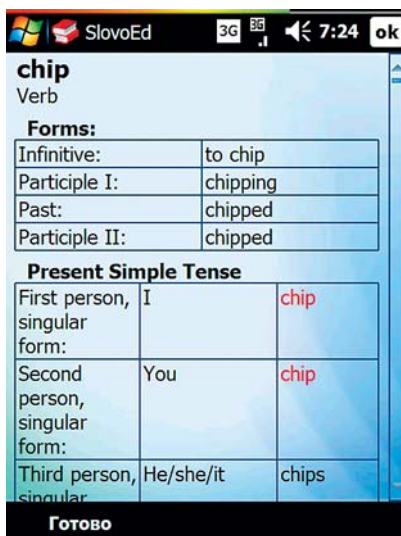 SlovoEd 3G 3G 7:24 ok
chip
Verb
Forms:
Infinitive: to chip
Participle I: chipping
Past: chipped
Participle II: chipped
Present Simple Tense
First person, I chip
singular
form:
Second You chip
person,
singular
form:
Third person, He/she/it chips
singular
Готово